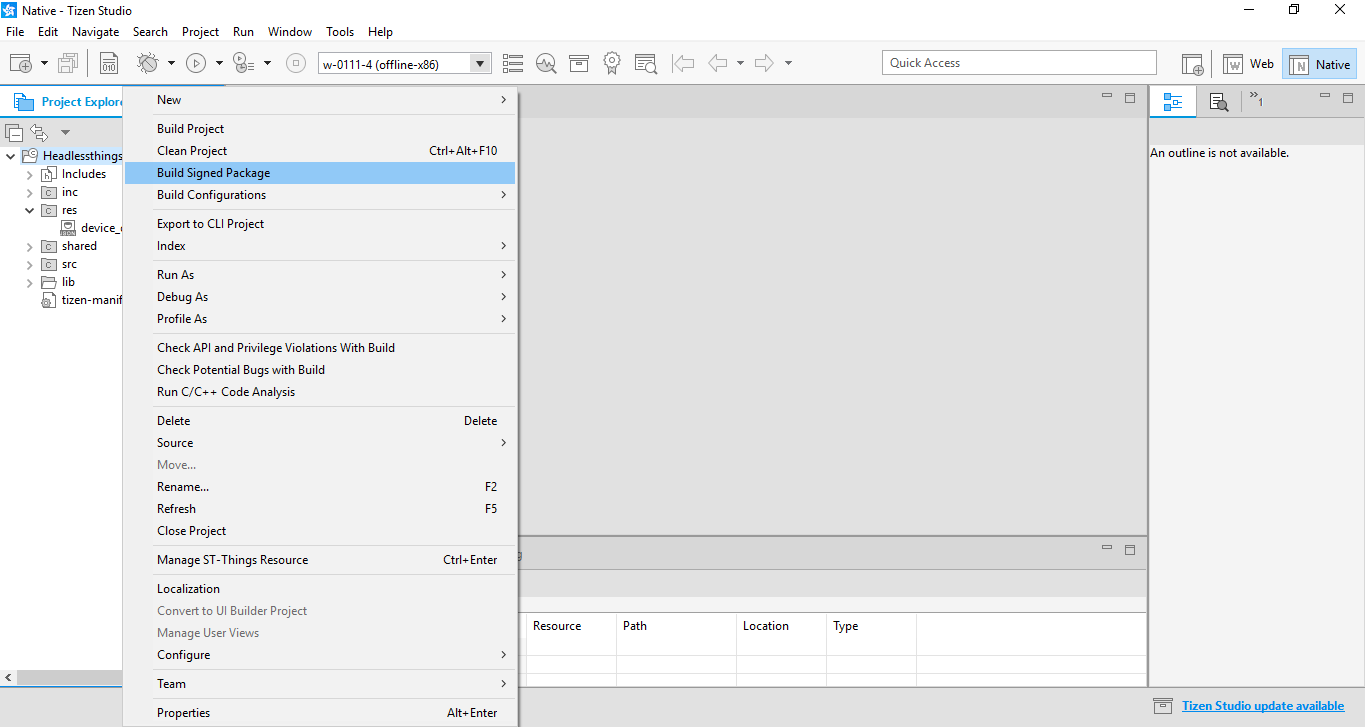 Native - Tizen Studio
File Edit Navigate Search Project Run Window Tools Help
010 w-0111-4 (offline-x86) Quick Access Web Native
Project Explor
New
»1
Build Project
Clean Project Ctrl+Alt+F10
Build Signed Package
Build Configurations
Export to CLI Project
Index
Run As
Debug As
Profile As
Check API and Privilege Violations With Build
Check Potential Bugs with Build
Run C/C++ Code Analysis
Delete Delete
Source
Move...
Rename... F2
Refresh F5
Close Project
Manage ST-Things Resource Ctrl+Enter
Localization
Convert to UI Builder Project
Manage User Views
Configure
Team
Properties Alt+Enter
Headlessthings
Includes
inc
res
device_
shared
src
lib
tizen-manif
An outline is not available.
Resource Path Location Type
Tizen Studio update available